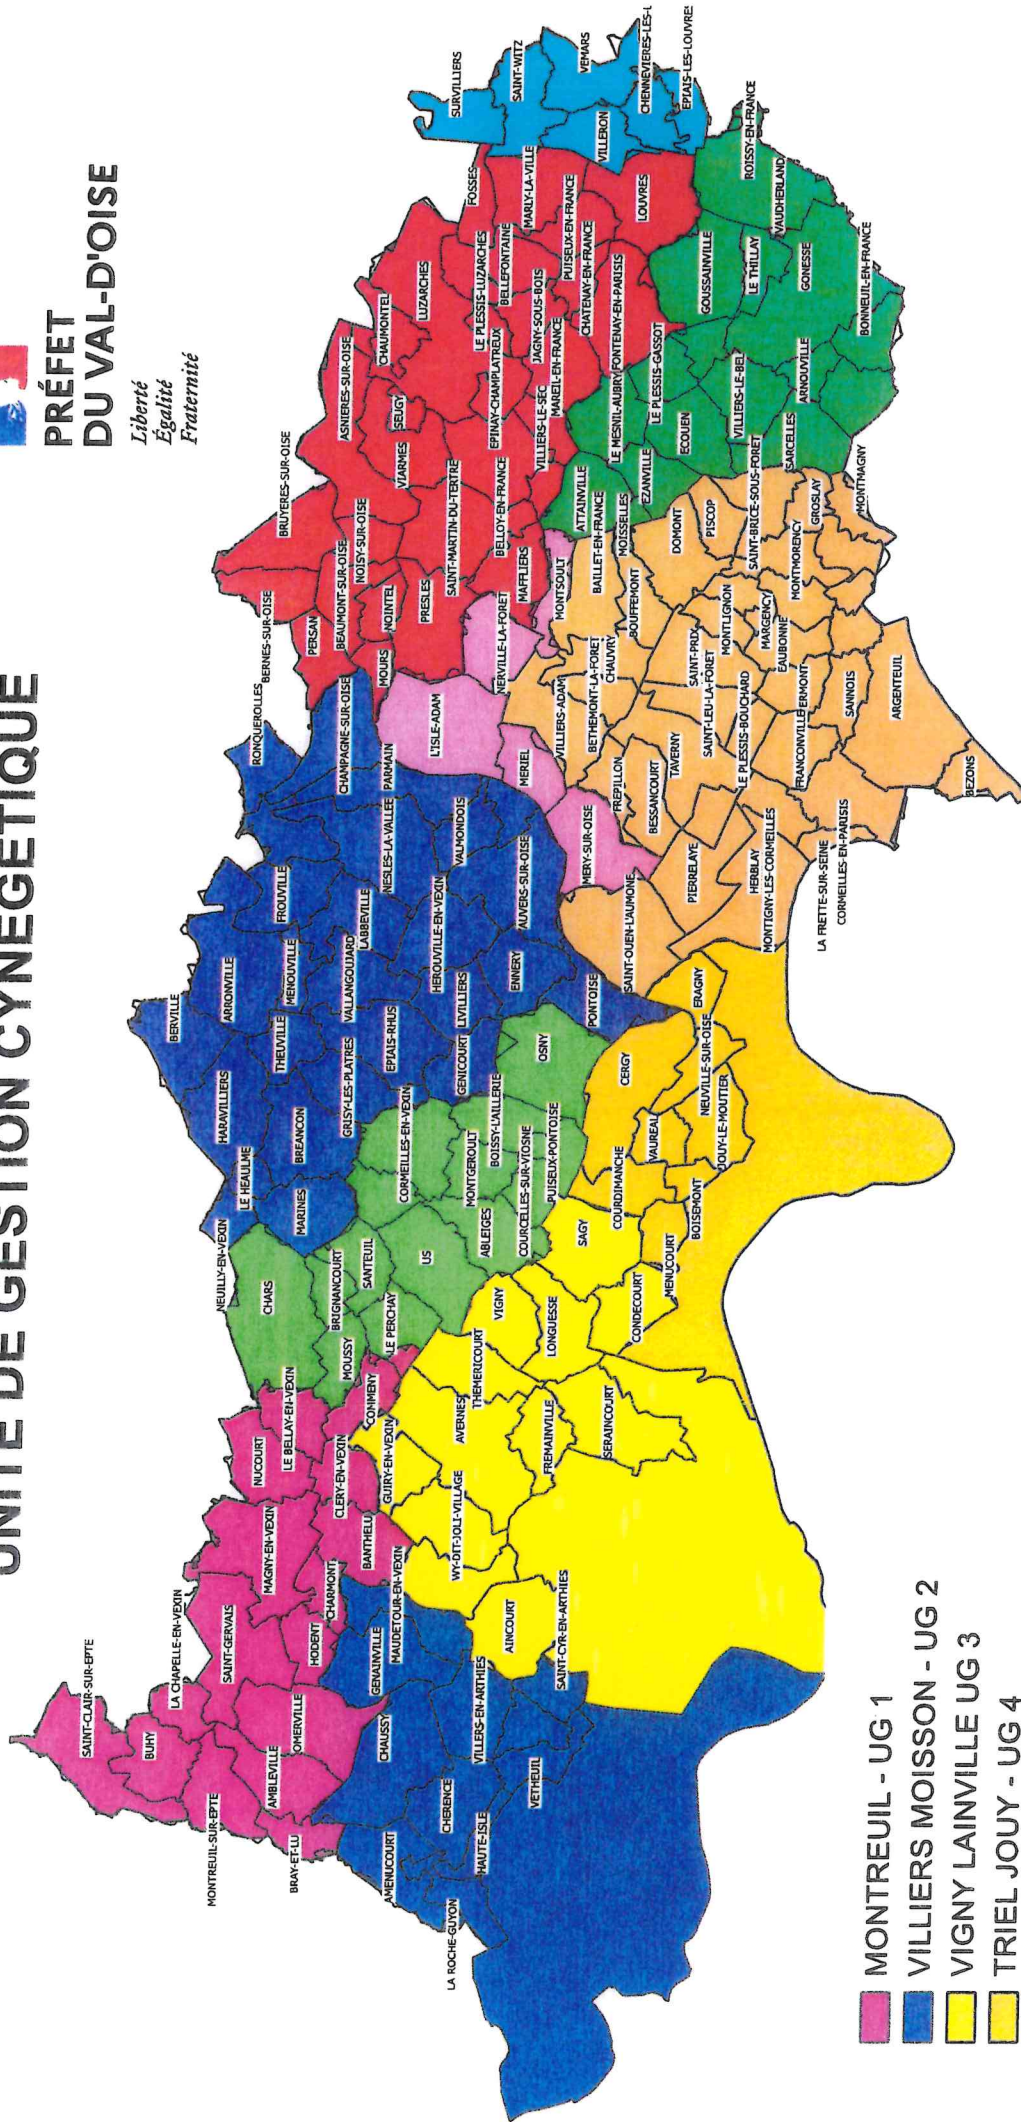 UNITE DE GESTION CYNEGETIQUE
PRÉFET
DU VAL-D'OISE
Liberté
Égalité
Fraternité
SAINT-CLAIR-SUR-EPTE
BUHY
LA CHAPELLE-EN-VEXIN
MONTREUIL-SUR-EPTE
SAINT-GERVAIS
AMBLEVILLE
OMERVILLE
BRAY-ET-LU
HODENT
MAGNY-EN-VEXIN
CHARMONT
NUCOURT
LE BELLAY-EN-VEXIN
CLERY-EN-VEXIN
BANTHELU
COMMENY
GENAINVILLE
MAUDETOUR-EN-VEXIN
CHAUSSY
AMENUCOURT
CHERENCE
VILLERS-EN-ARTHIES
HAUTE-ISLE
LA ROCHE-GUYON
VETHEUIL
SAINT-CYR-EN-ARTHIES
AINCOURT
WY-DIT-JOLI-VILLAGE
GUIRY-EN-VEXIN
AVERNES
THEMERICOURT
FREMAINVILLE
SERAINCOURT
VIGNY
LONGUESSE
SAGY
CONDECOURT
MENUCOURT
COURDIMANCHE
BOISEMONT
VAUREAL
JOUY-LE-MOUTIER
NEUVILLE-SUR-OISE
CERGY
ERAGNY
CHARS
BRIGNANCOURT
MOUSSY
SANTEUIL
LE PERCHAY
US
ABLEIGES
MONTGEROULT
CORMEILLES-EN-VEXIN
BOISSY-L'AILLERIE
COURCELLES-SUR-VIOSNE
PUISEUX-PONTOISE
OSNY
NEUILLY-EN-VEXIN
LE HEAULME
MARINES
HARAVILLIERS
BREANCON
BERVILLE
ARRONVILLE
THEUVILLE
MENOUVILLE
GRISY-LES-PLATRES
VALLANGOUJARD
EPIAIS-RHUS
LABBEVILLE
FROUVILLE
GENICOURT
LIVILLIERS
HEROUVILLE-EN-VEXIN
ENNERY
PONTOISE
AUVERS-SUR-OISE
VALMONDOIS
NESLES-LA-VALLEE
PARMAIN
CHAMPAGNE-SUR-OISE
RONQUEROLLES
L'ISLE-ADAM
MERIEL
MERY-SUR-OISE
NERVILLE-LA-FORET
MONTSOULT
BERNES-SUR-OISE
BRUYERES-SUR-OISE
PERSAN
BEAUMONT-SUR-OISE
NOISY-SUR-OISE
MOURS
NOINTEL
PRESLES
SAINT-MARTIN-DU-TERTRE
BELLOY-EN-FRANCE
MAFFLIERS
VIARMES
SEUGY
ASNIERES-SUR-OISE
CHAUMONTEL
LUZARCHES
LE PLESSIS-LUZARCHES
BELLEFONTAINE
EPINAY-CHAMPLATREUX
JAGNY-SOUS-BOIS
VILLIERS-LE-SEC
MAREIL-EN-FRANCE
CHATENAY-EN-FRANCE
PUISEUX-EN-FRANCE
MARLY-LA-VILLE
FOSSES
LOUVRES
FONTENAY-EN-PARISIS
LE MESNIL-AUBRY
SURVILLIERS
SAINT-WITZ
VEMARS
VILLERON
CHENNEVIERES-LES-L
EPIAIS-LES-LOUVRES
ROISSY-EN-FRANCE
VAUDHERLAND
GOUSSAINVILLE
LE THILLAY
GONESSE
BONNEUIL-EN-FRANCE
ARNOUVILLE
VILLIERS-LE-BEL
SARCELLES
LE PLESSIS-GASSOT
ECOUEN
EZANVILLE
ATTAINVILLE
MOISSELLES
BAILLET-EN-FRANCE
BOUFFEMONT
DOMONT
PISCOP
SAINT-BRICE-SOUS-FORET
GROSLAY
MONTMAGNY
MONTMORENCY
MARGENCY
EAUBONNE
MONTLIGNON
SAINT-PRIX
SAINT-LEU-LA-FORET
CHAUVRY
BETHEMONT-LA-FORET
VILLIERS-ADAM
FREPILLON
BESSANCOURT
TAVERNY
LE PLESSIS-BOUCHARD
FRANCONVILLE
ERMONT
SANNOIS
ARGENTEUIL
BEZONS
SAINT-OUEN-L'AUMONE
PIERRELAYE
HERBLAY
MONTIGNY-LES-CORMEILLES
LA FRETTE-SUR-SEINE
CORMEILLES-EN-PARISIS
MONTREUIL - UG 1
VILLIERS MOISSON - UG 2
VIGNY LAINVILLE UG 3
TRIEL JOUY - UG 4